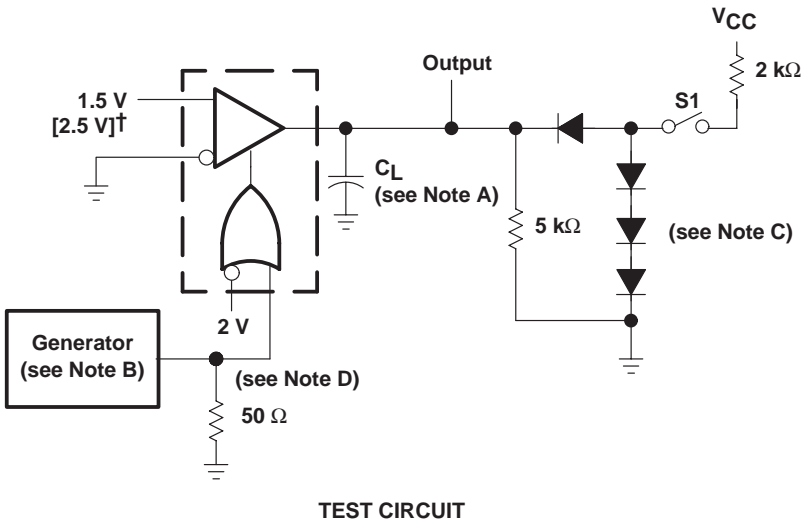 VCC
2 kΩ
Output
S1
1.5 V
[2.5 V]†
CL
(see Note A)
5 kΩ
(see Note C)
2 V
Generator
(see Note B)
(see Note D)
50 Ω
TEST CIRCUIT